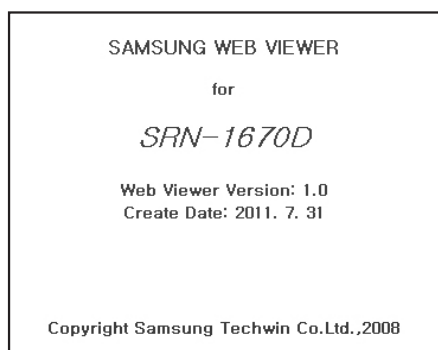 SAMSUNG WEB VIEWER
for
SRN-1670D
Web Viewer Version: 1.0
Create Date: 2011. 7. 31
Copyright Samsung Techwin Co.Ltd.,2008